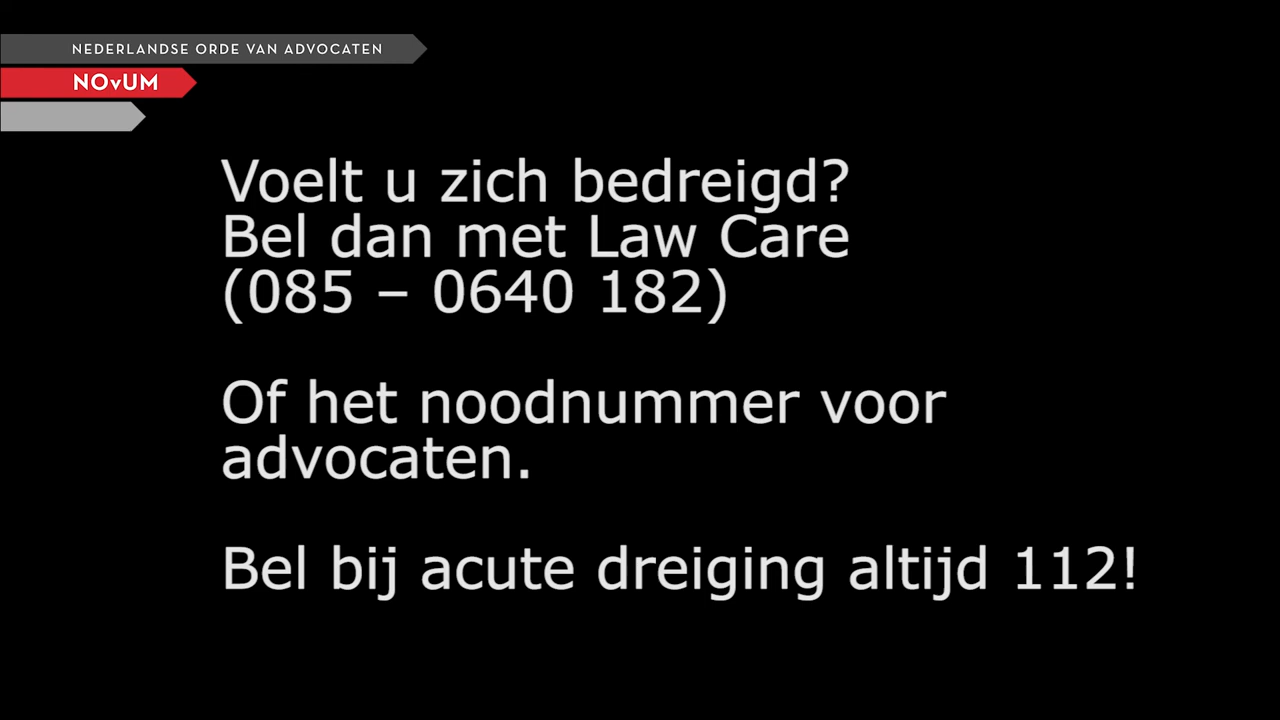 NEDERLANDSE ORDE VAN ADVOCATEN
NOvUM
Voelt u zich bedreigd?
Bel dan met Law Care
(085 – 0640 182)
Of het noodnummer voor
advocaten.
Bel bij acute dreiging altijd 112!